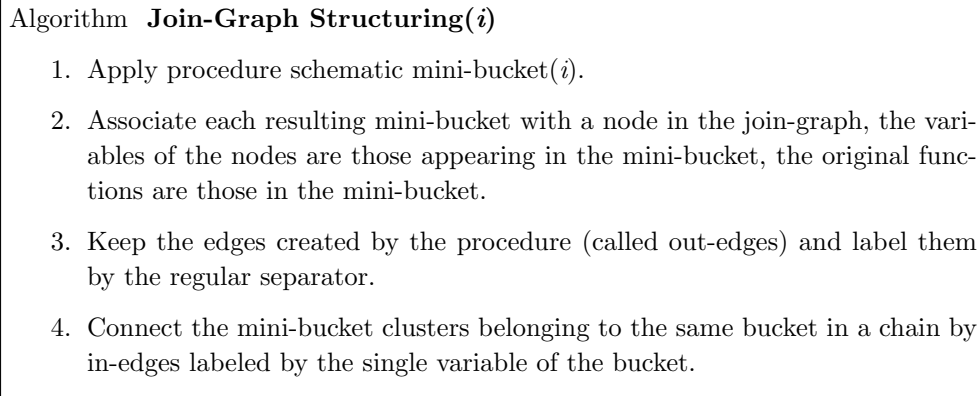 Algorithm Join-Graph Structuring(i)
1. Apply procedure schematic mini-bucket(i).
2. Associate each resulting mini-bucket with a node in the join-graph, the vari-
ables of the nodes are those appearing in the mini-bucket, the original func-
tions are those in the mini-bucket.
3. Keep the edges created by the procedure (called out-edges) and label them
by the regular separator.
4. Connect the mini-bucket clusters belonging to the same bucket in a chain by
in-edges labeled by the single variable of the bucket.